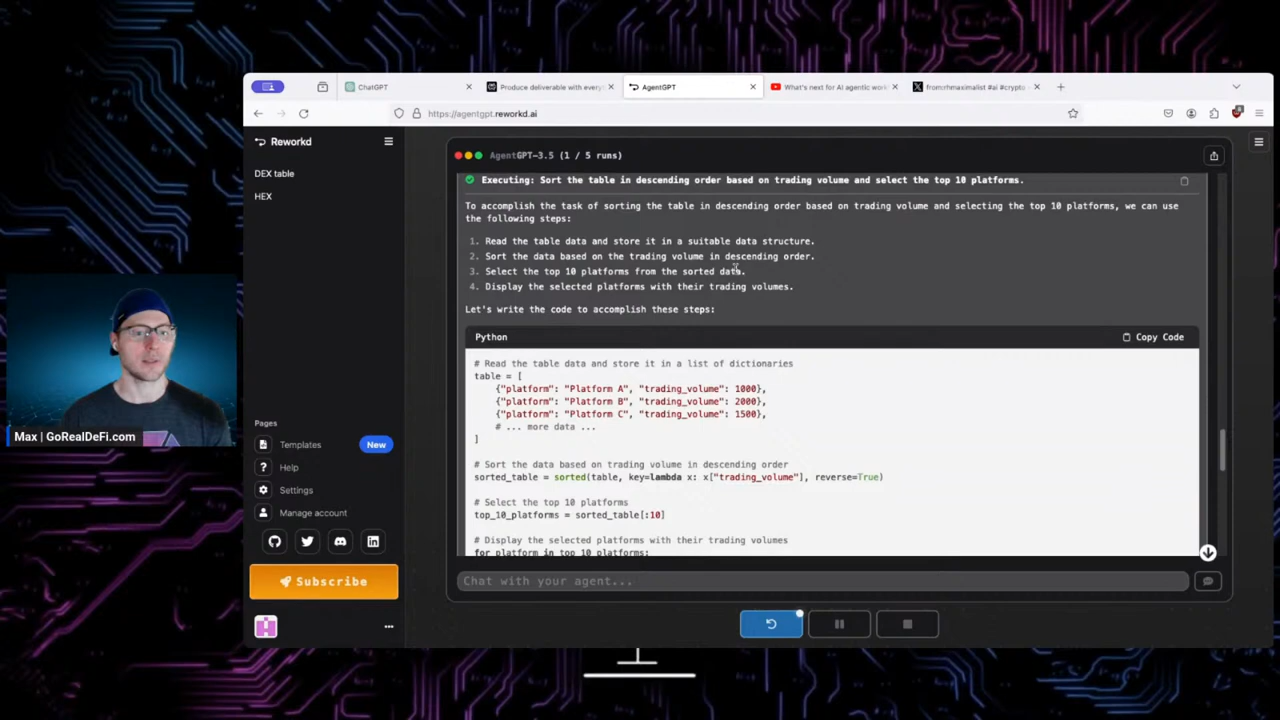 ChatGPT
Produce deliverable with every
AgentGPT
What's next for AI agentic work
from:rhmaximalist #ai #crypto -
https://agentgpt.reworkd.ai
Reworkd
DEX table
HEX
Pages
Templates
New
Help
Settings
Manage account
Subscribe
AgentGPT-3.5 (1 / 5 runs)
Executing: Sort the table in descending order based on trading volume and select the top 10 platforms.
To accomplish the task of sorting the table in descending order based on trading volume and selecting the top 10 platforms, we can use
the following steps:
1. Read the table data and store it in a suitable data structure.
2. Sort the data based on the trading volume in descending order.
3. Select the top 10 platforms from the sorted data.
4. Display the selected platforms with their trading volumes.
Let's write the code to accomplish these steps:
Python
Copy Code
# Read the table data and store it in a list of dictionaries
table = [
{"platform": "Platform A", "trading_volume": 1000},
{"platform": "Platform B", "trading_volume": 2000},
{"platform": "Platform C", "trading_volume": 1500},
# ... more data ...
]
# Sort the data based on trading volume in descending order
sorted_table = sorted(table, key=lambda x: x["trading_volume"], reverse=True)
# Select the top 10 platforms
top_10_platforms = sorted_table[:10]
# Display the selected platforms with their trading volumes
for platform in top_10_platforms:
Chat with your agent...
Max | GoRealDeFi.com